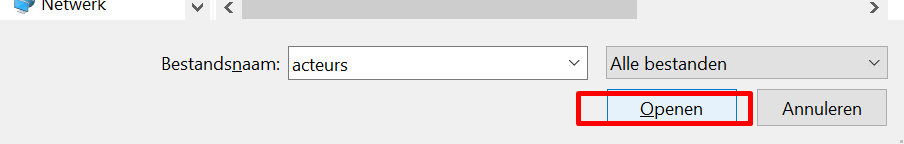 Netwerk
Bestandsnaam: acteurs Alle bestanden
Openen Annuleren